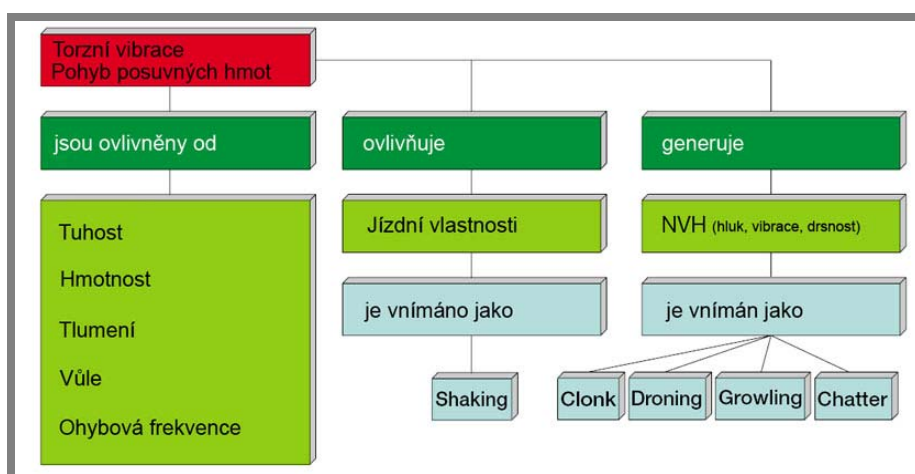 Torzní vibrace
Pohyb posuvných hmot
jsou ovlivněny od
ovlivňuje
generuje
Tuhost
Hmotnost
Tlumení
Vůle
Ohybová frekvence
Jízdní vlastnosti
NVH (hluk, vibrace, drsnost)
je vnímáno jako
je vnímán jako
Shaking
Clonk
Droning
Growling
Chatter